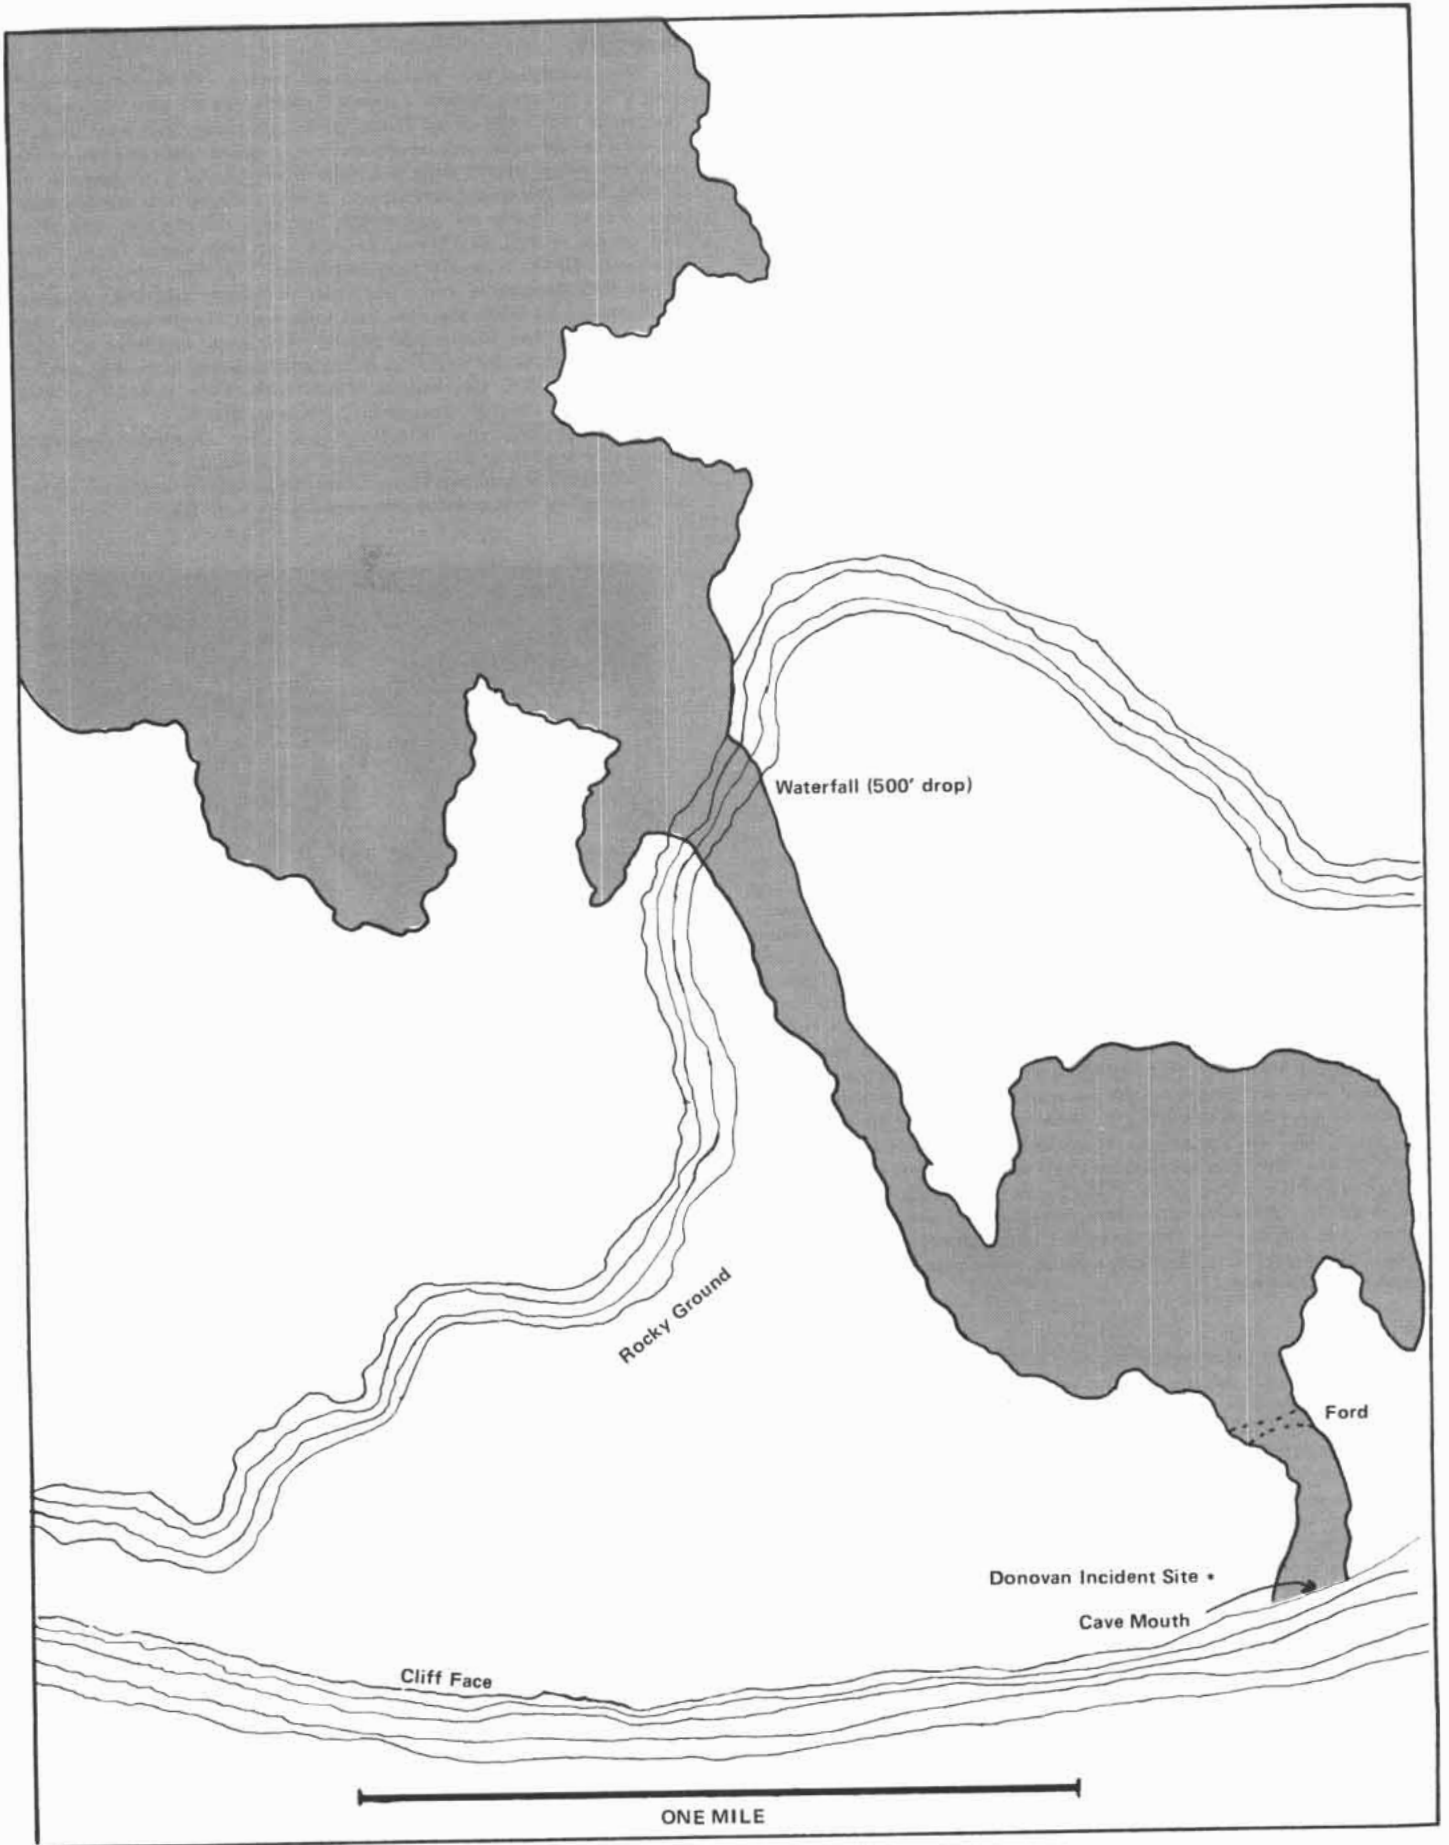 Waterfall (500' drop)
Rocky Ground
Ford
Donovan Incident Site
Cave Mouth
Cliff Face
ONE MILE